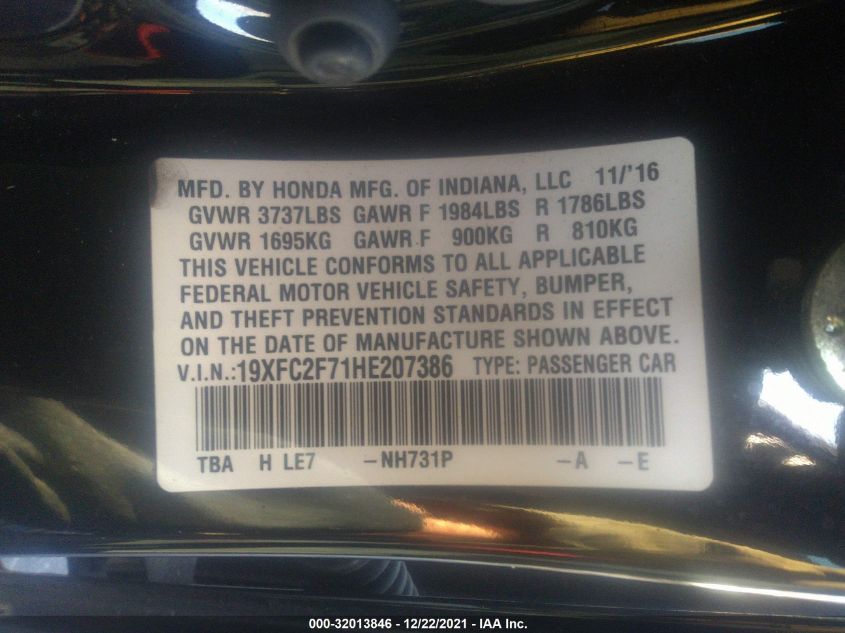 MFD. BY HONDA MFG. OF INDIANA, LLC 11/'16
GVWR 3737LBS GAWR F 1984LBS R 1786LBS
GVWR 1695KG GAWR F 900KG R 810KG
THIS VEHICLE CONFORMS TO ALL APPLICABLE
FEDERAL MOTOR VEHICLE SAFETY, BUMPER,
AND THEFT PREVENTION STANDARDS IN EFFECT
ON THE DATE OF MANUFACTURE SHOWN ABOVE.
V.I.N.:19XFC2F71HE207386 TYPE: PASSENGER CAR
TBA H LE7 -NH731P -A -E
000-32013846 - 12/22/2021 - IAA Inc.